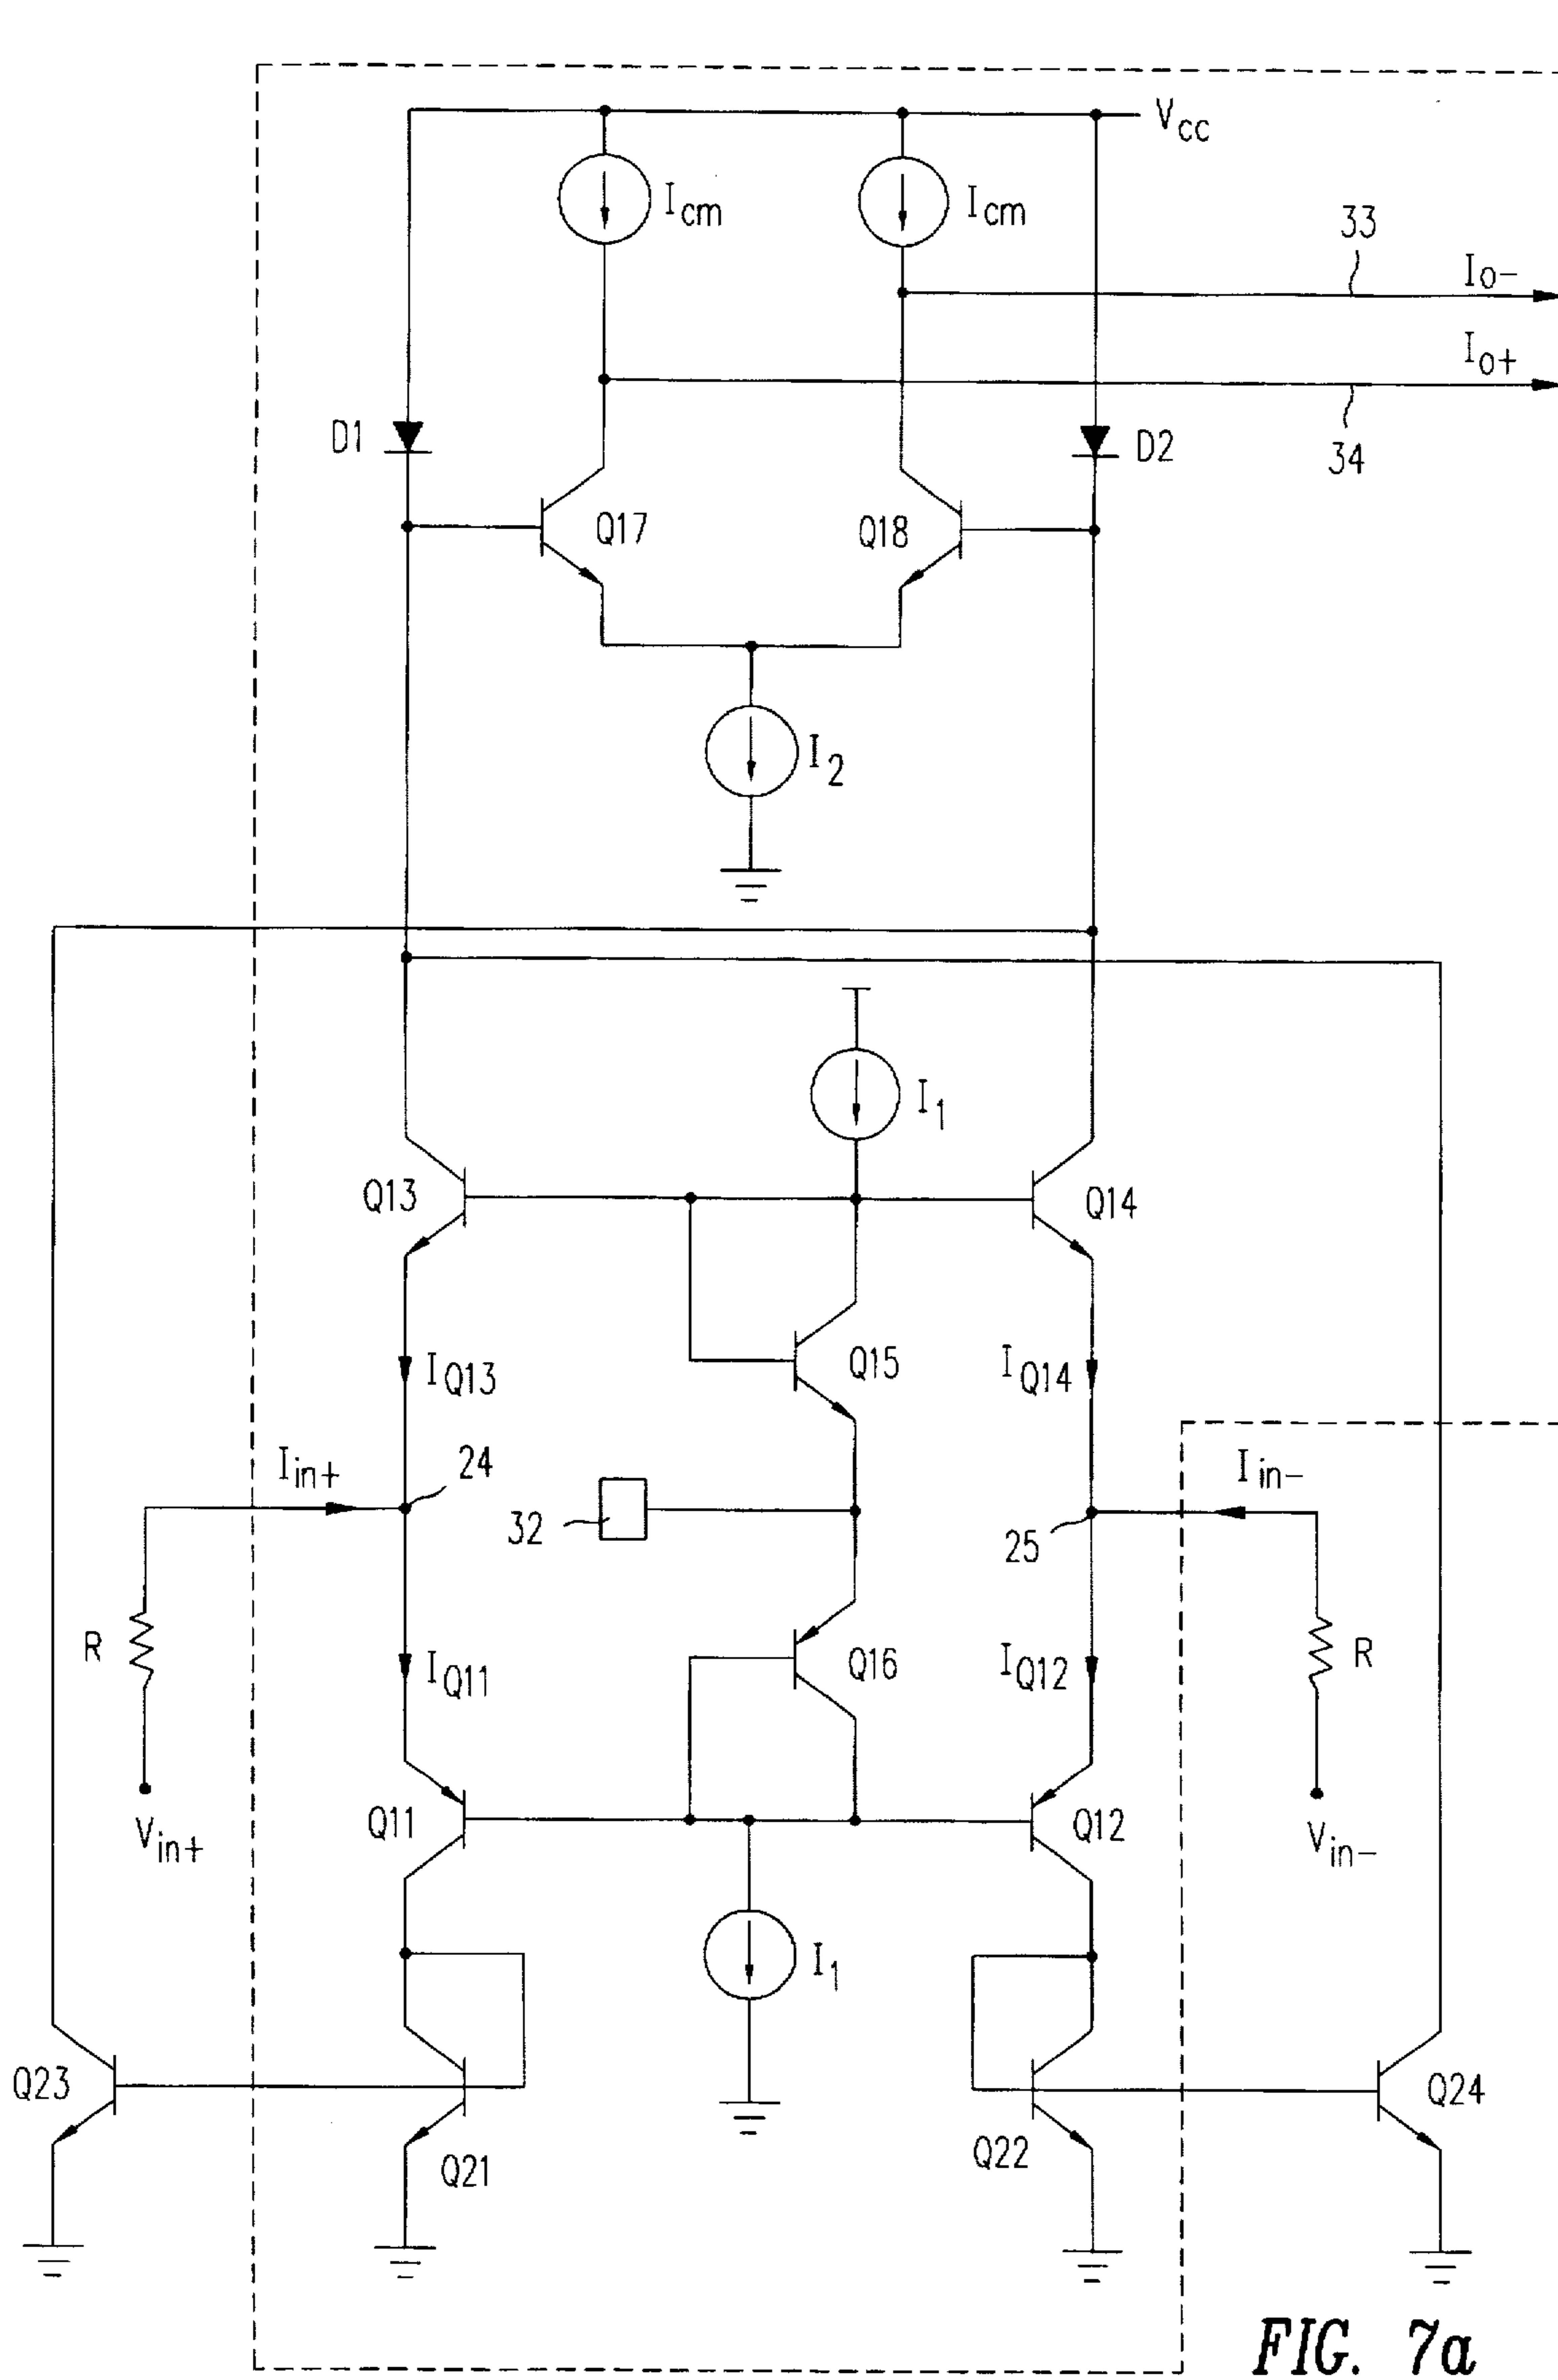 Vcc
Icm
Icm
33
Io-
Io+
34
D1
D2
Q17
Q18
I2
I1
Q13
Q14
Q15
IQ13
IQ14
Iin+
24
Iin-
32
25
R
IQ11
Q16
IQ12
R
Q11
Q12
Vin+
Vin-
I1
Q23
Q24
Q21
Q22
FIG. 7a